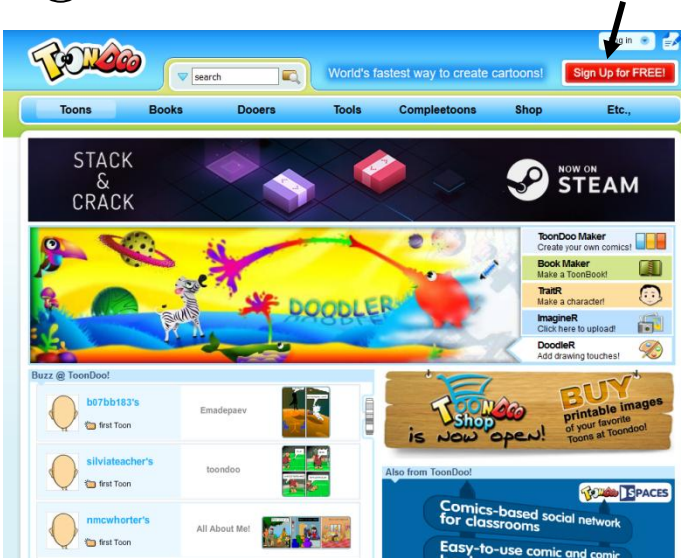 ToonDoo
search
World's fastest way to create cartoons!
in
Sign Up for FREE!
Toons Books Dooers Tools Compleetoons Shop Etc.,
STACK
&
CRACK
NOW ON
STEAM
DOODLER
ToonDoo Maker
Create your own comics!
Book Maker
Make a ToonBook!
TraitR
Make a character!
ImagineR
Click here to upload!
DoodleR
Add drawing touches!
Buzz @ ToonDoo!
b07bb183's
first Toon
Emadepaev
silviateacher's
first Toon
toondoo
nmcwhorter's
first Toon
All About Me!
ToonDoo
Shop
is now open!
BUY
printable images
of your favorite
Toons at Toondoo!
Also from ToonDoo!
ToonDoo SPACES
Comics-based social network
for classrooms
Easy-to-use comic and comic